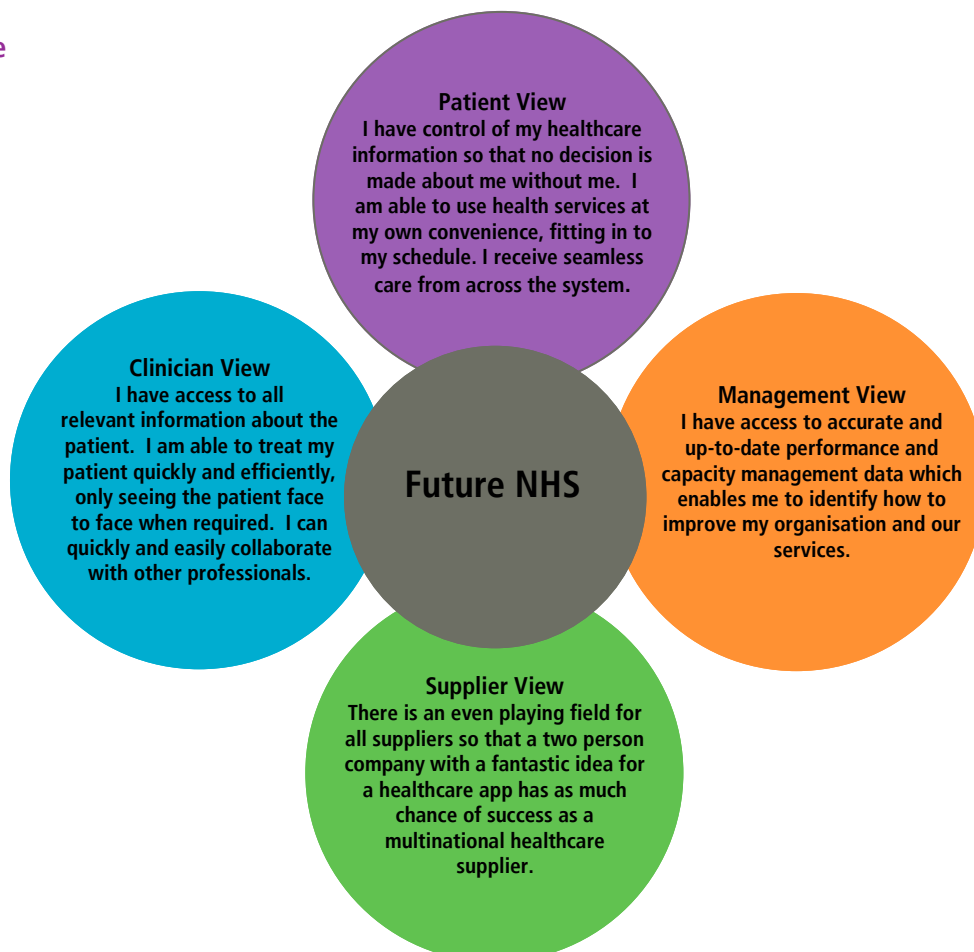 e
Patient View
I have control of my healthcare
information so that no decision is
made about me without me.  I
am able to use health services at
my own convenience, fitting in to
my schedule. I receive seamless
care from across the system.
Clinician View
I have access to all
relevant information about the
patient.  I am able to treat my
patient quickly and efficiently,
only seeing the patient face
to face when required.  I can
quickly and easily collaborate
with other professionals.
Future NHS
Management View
I have access to accurate and
up-to-date performance and
capacity management data which
enables me to identify how to
improve my organisation and our
services.
Supplier View
There is an even playing field for
all suppliers so that a two person
company with a fantastic idea for
a healthcare app has as much
chance of success as a
multinational healthcare
supplier.